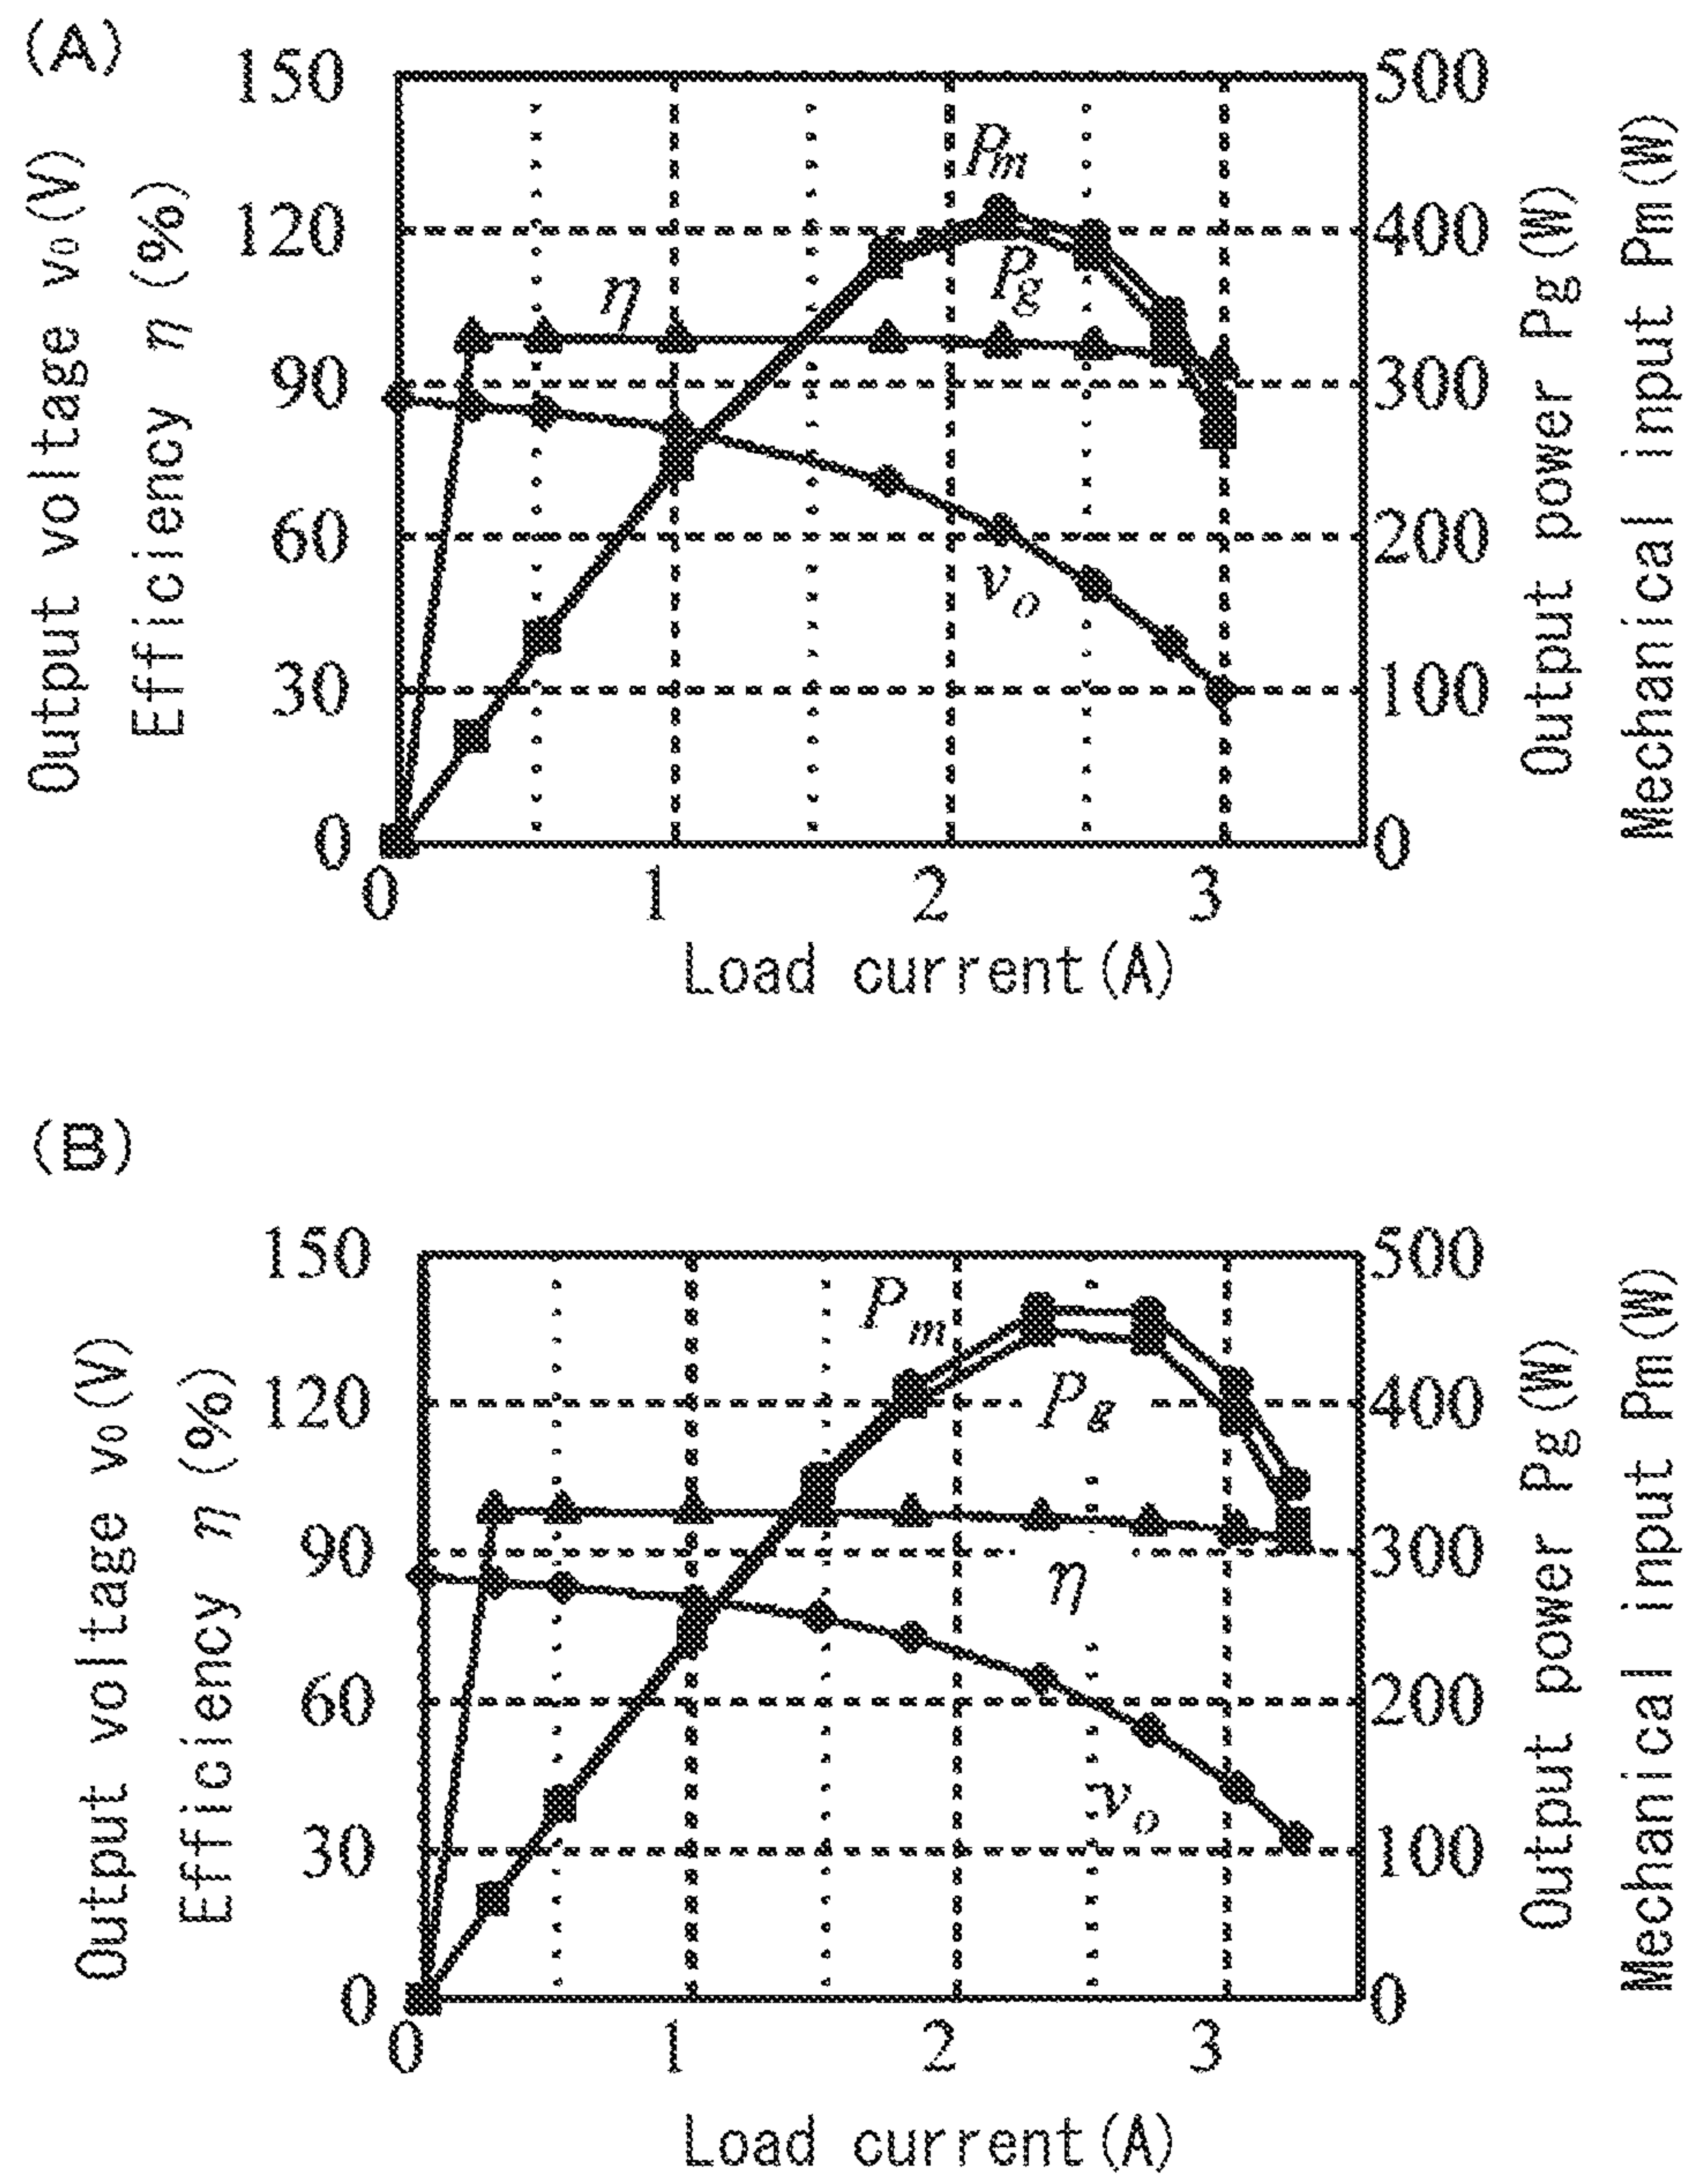 (A)
Output voltage v₀(V)
Efficiency η (%)
150
120
90
60
30
0
500
400
300
200
100
0
Output power Pg(W)
Mechanical input Pm(W)
Pm
Pg
η
vo
0 1 2 3
Load current(A)
(B)
Output voltage v₀(V)
Efficiency η (%)
150
120
90
60
30
0
500
400
300
200
100
0
Output power Pg(W)
Mechanical input Pm(W)
Pm
Pg
η
vo
0 1 2 3
Load current(A)